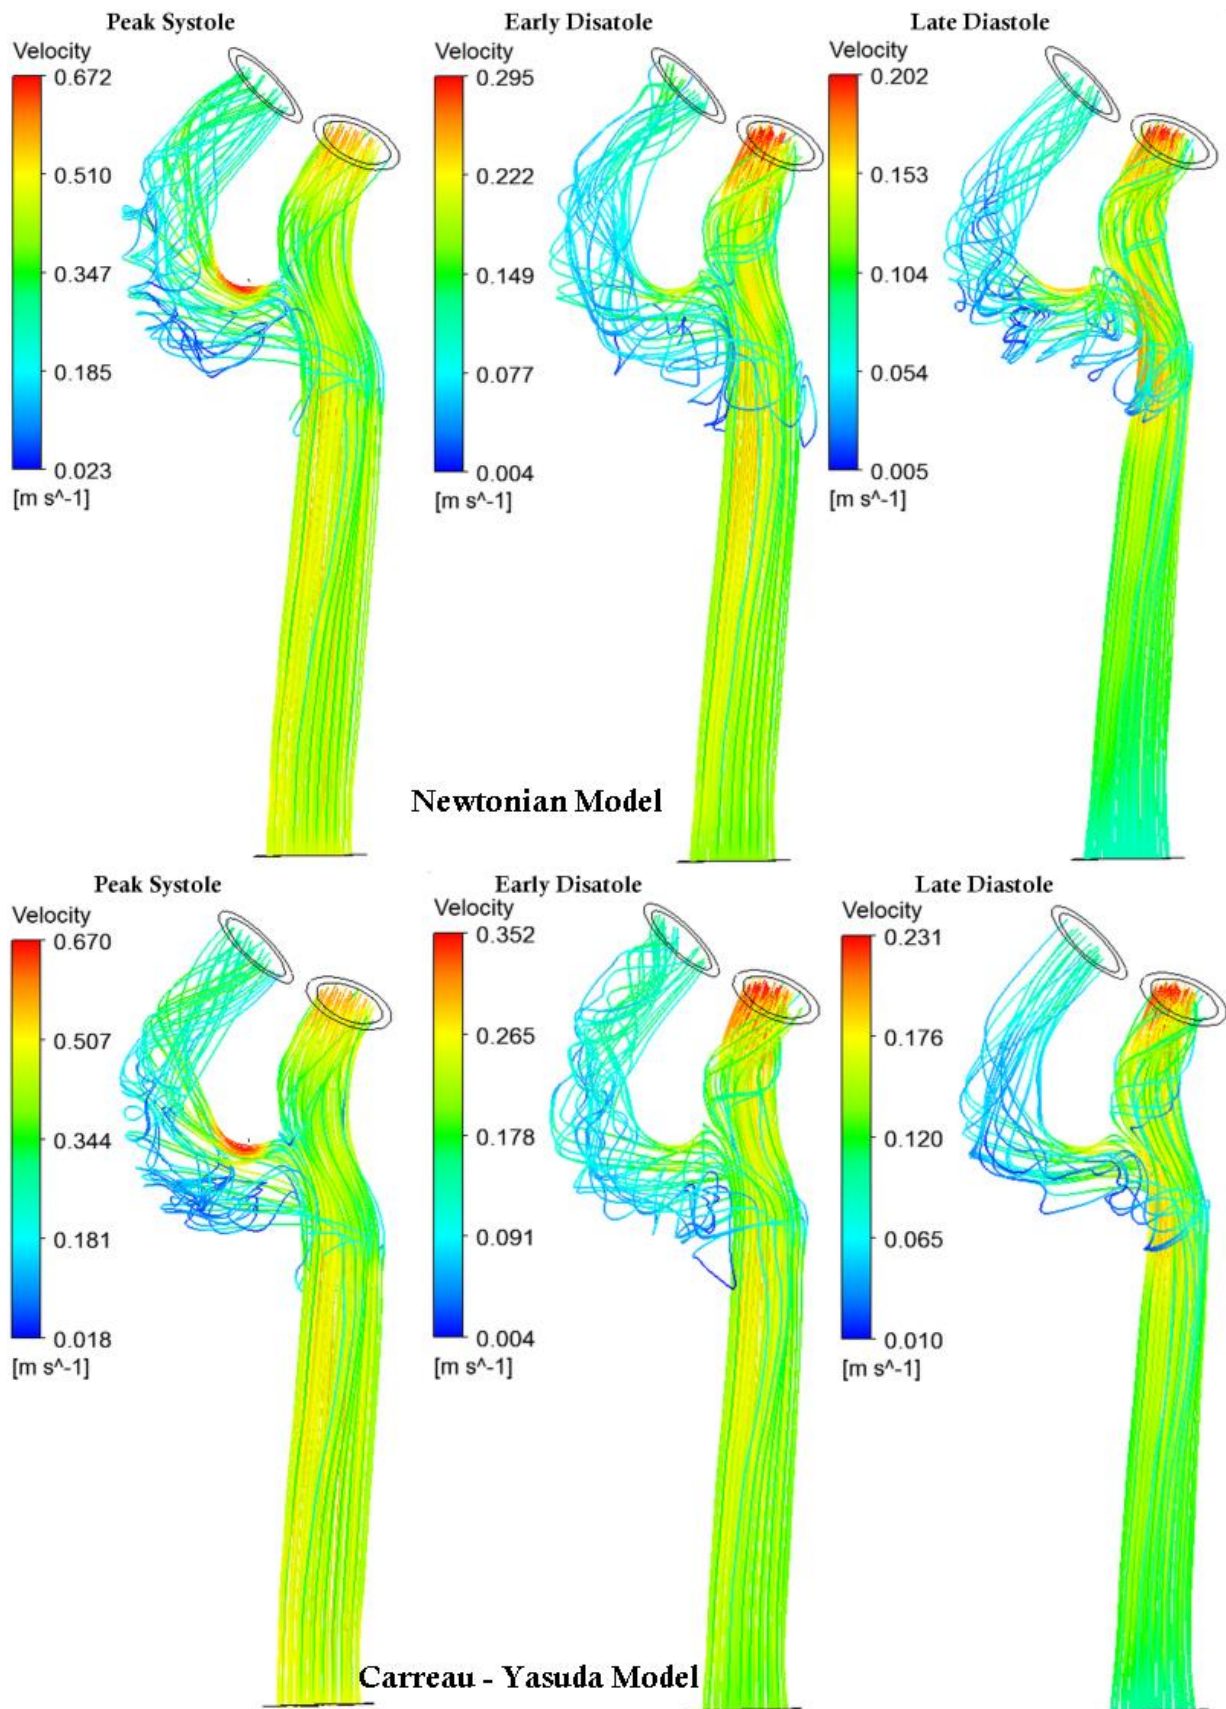 Peak Systole
Early Disatole
Late Diastole
Velocity
0.672
0.510
0.347
0.185
0.023
[m s^-1]
Velocity
0.295
0.222
0.149
0.077
0.004
[m s^-1]
Velocity
0.202
0.153
0.104
0.054
0.005
[m s^-1]
Newtonian Model
Peak Systole
Early Disatole
Late Diastole
Velocity
0.670
0.507
0.344
0.181
0.018
[m s^-1]
Velocity
0.352
0.265
0.178
0.091
0.004
[m s^-1]
Velocity
0.231
0.176
0.120
0.065
0.010
[m s^-1]
Carreau - Yasuda Model